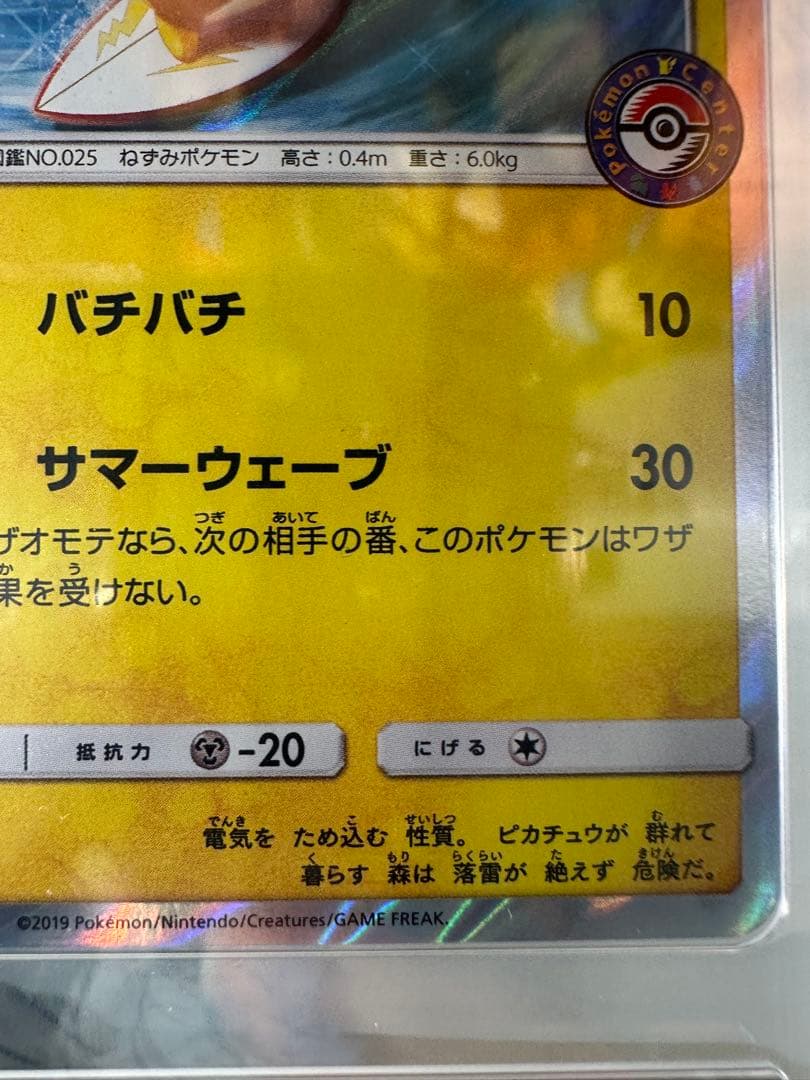 Pokémon Center
図鑑NO.025 ねずみポケモン 高さ:0.4m 重さ:6.0kg
バチバチ 10
サマーウェーブ 30
ザオモテなら、次の相手の番、このポケモンはワザ
果を受けない。
抵抗力 -20 にげる
電気を ため込む 性質。 ピカチュウが 群れて
暮らす 森は 落雷が 絶えず 危険だ。
©2019 Pokémon/Nintendo/Creatures/GAME FREAK.